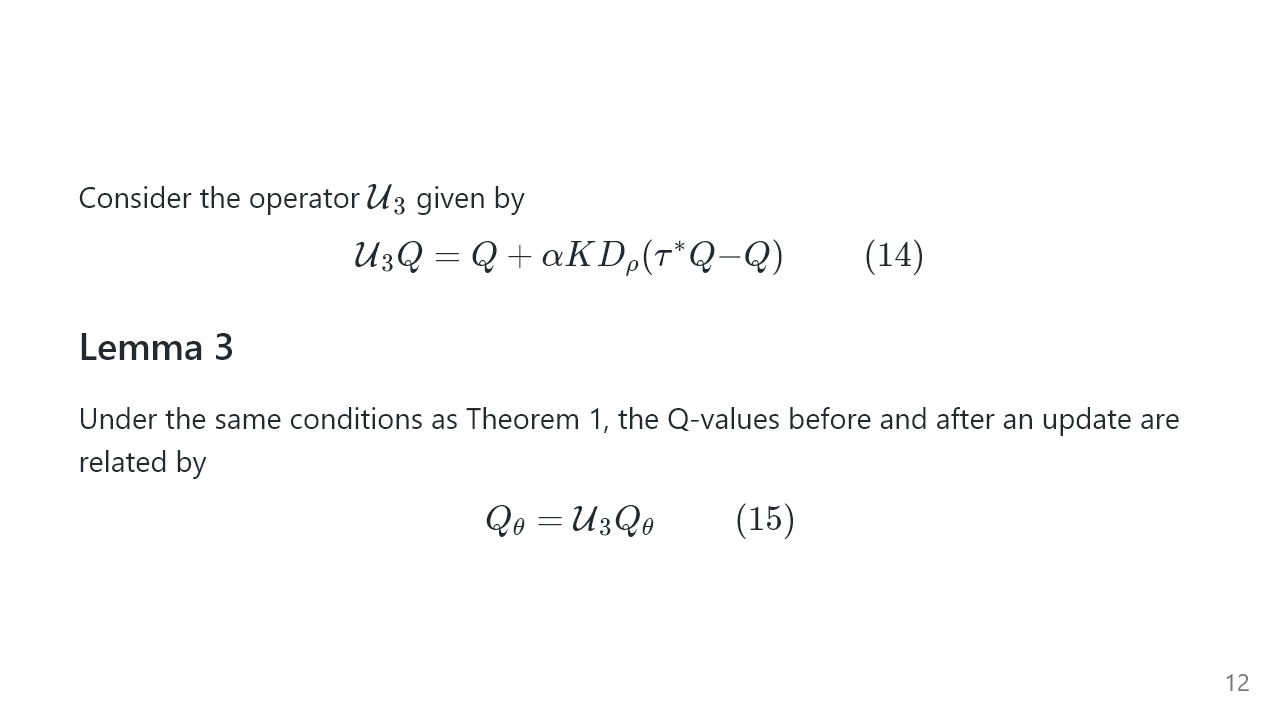 Consider the operator 𝒰₃ given by
𝒰₃Q = Q + αKD_ρ(τ*Q−Q) (14)
Lemma 3
Under the same conditions as Theorem 1, the Q-values before and after an update are
related by
Q_θ = 𝒰₃Q_θ (15)
12